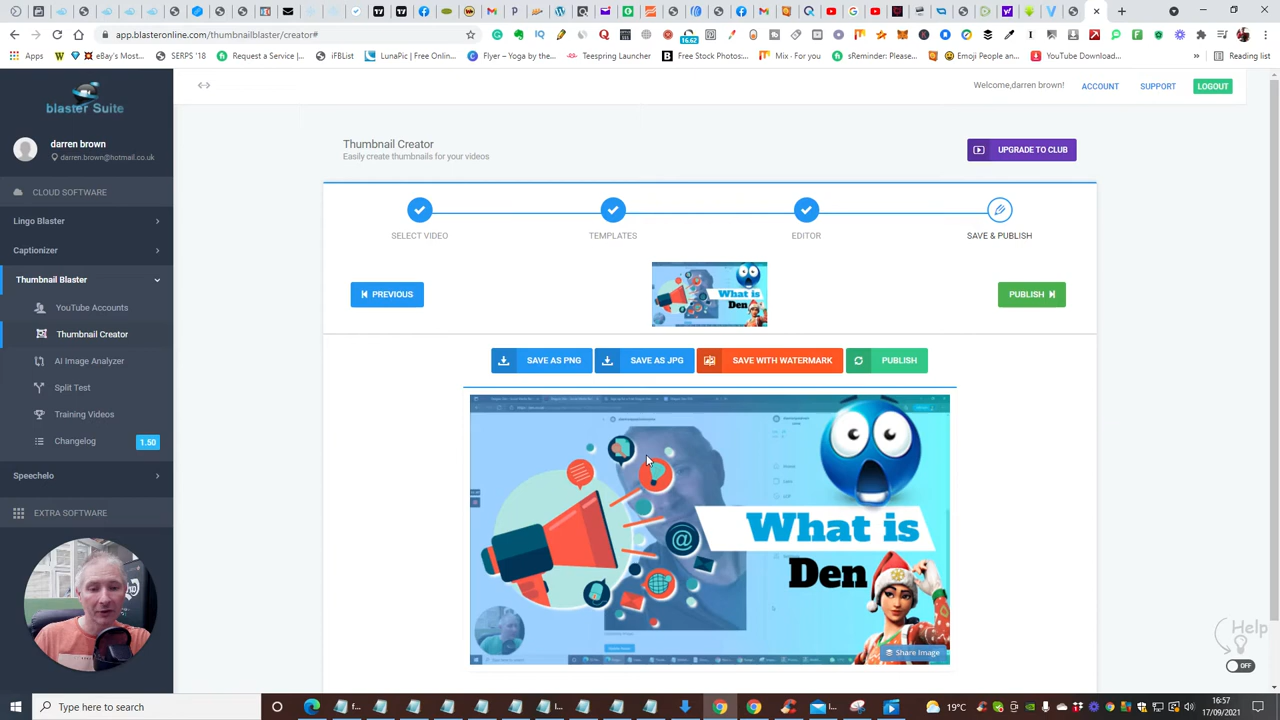 app.blasteronline.com/thumbnailblaster/creator#
16.62
Apps
eBay's Most...
SERPS '18
Request a Service |...
iFBList
LunaPic | Free Onlin...
Flyer – Yoga by the...
Teespring Launcher
Free Stock Photos:...
Mix · For you
sReminder: Please...
Emoji People and...
YouTube Download...
»
Reading list
blaster Suite
Welcome,darren brown!
ACCOUNT
SUPPORT
LOGOUT
darren brown
darren.brown@hotmail.co.uk
CLOUD SOFTWARE
Lingo Blaster
Captionizer
Thumbnail Blaster
YouTube Accounts
Thumbnail Creator
AI Image Analyzer
Split Test
Training Videos
Changelog
1.50
Speechelo
EXTRA SOFTWARE
Thumbnail Creator
Easily create thumbnails for your videos
UPGRADE TO CLUB
SELECT VIDEO
TEMPLATES
EDITOR
SAVE & PUBLISH
PREVIOUS
What is
Den
PUBLISH
SAVE AS PNG
SAVE AS JPG
SAVE WITH WATERMARK
PUBLISH
@
What is
Den
Share Image
Help
OFF
Type here to search
19°C
16:57
17/09/2021